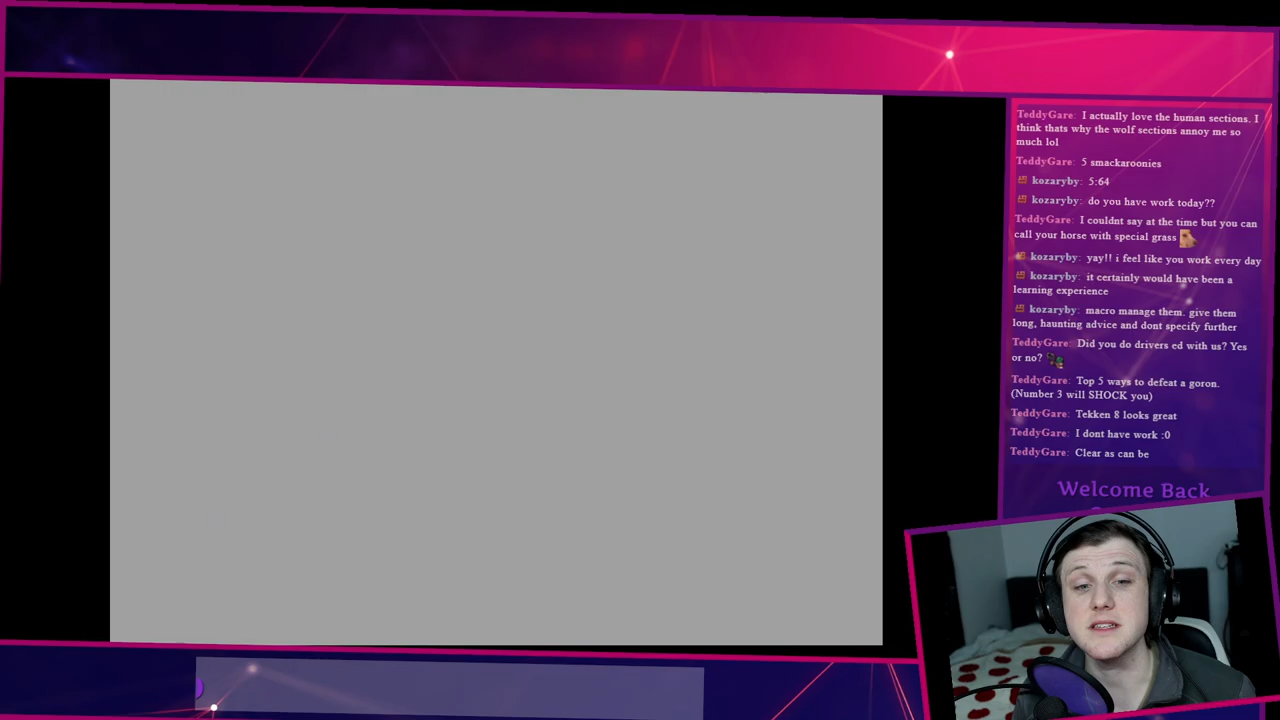 TeddyGare: I actually love the human sections. I
think thats why the wolf sections annoy me so
much lol
TeddyGare: 5 smackaroonies
kozaryby: 5:64
kozaryby: do you have work today??
TeddyGare: I couldnt say at the time but you can
call your horse with special grass
kozaryby: yay!! i feel like you work every day
kozaryby: it certainly would have been a
learning experience
kozaryby: macro manage them. give them
long, haunting advice and dont specify further
TeddyGare: Did you do drivers ed with us? Yes
or no?
TeddyGare: Top 5 ways to defeat a goron.
(Number 3 will SHOCK you)
TeddyGare: Tekken 8 looks great
TeddyGare: I dont have work :0
TeddyGare: Clear as can be
Welcome Back